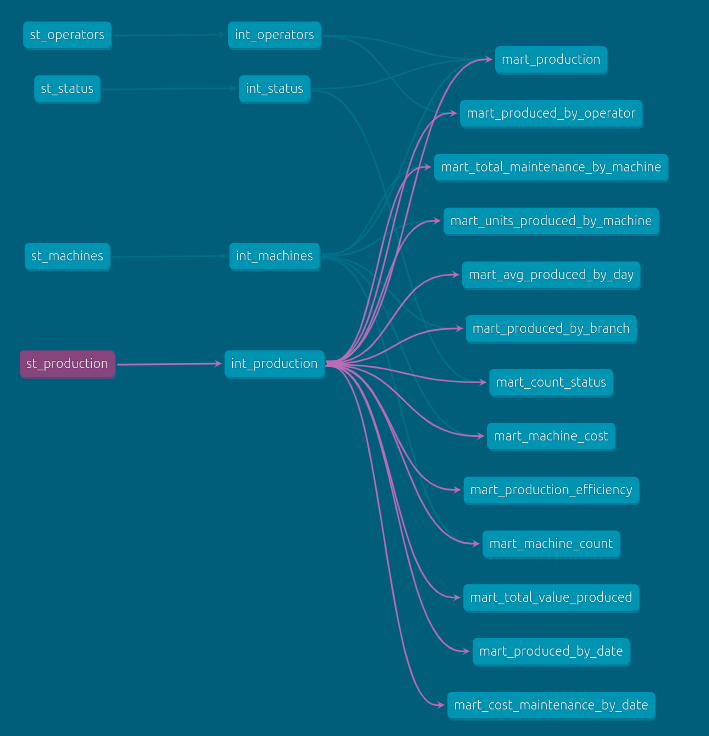 st_operators
int_operators
st_status
int_status
st_machines
int_machines
st_production
int_production
mart_production
mart_produced_by_operator
mart_total_maintenance_by_machine
mart_units_produced_by_machine
mart_avg_produced_by_day
mart_produced_by_branch
mart_count_status
mart_machine_cost
mart_production_efficiency
mart_machine_count
mart_total_value_produced
mart_produced_by_date
mart_cost_maintenance_by_date